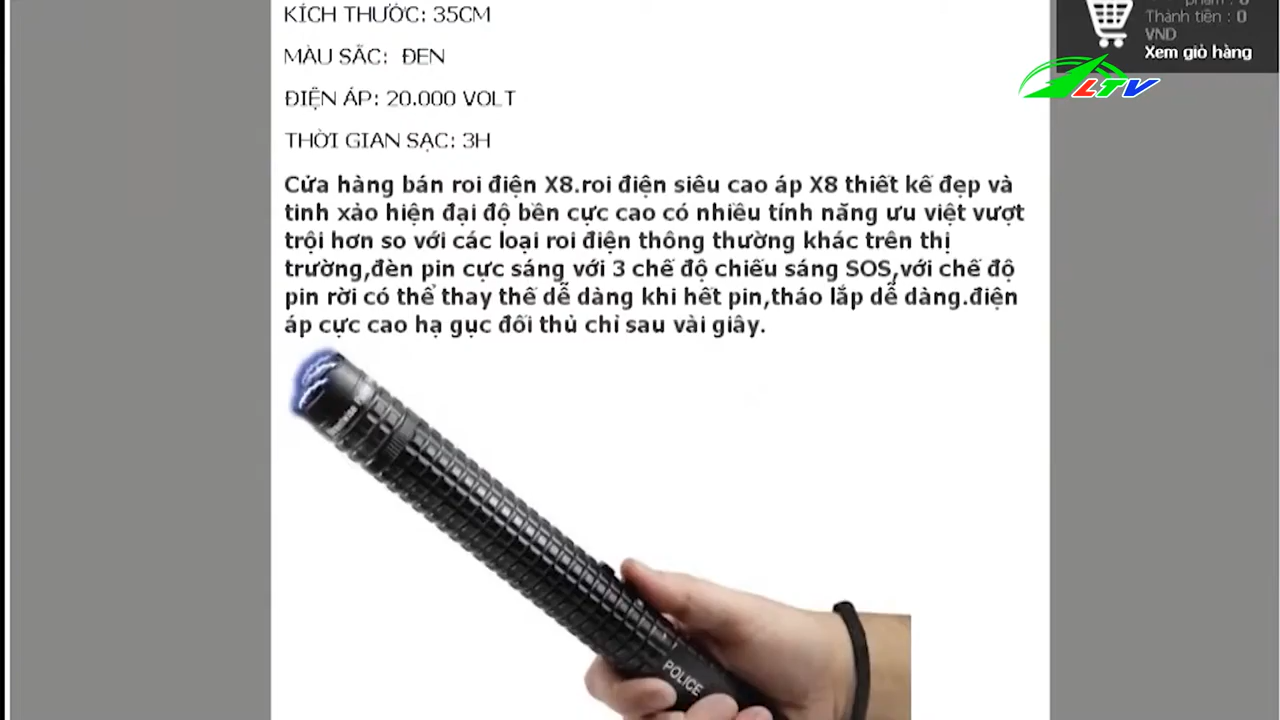 KÍCH THƯỚC: 35CM
MÀU SẮC: ĐEN
ĐIỆN ÁP: 20.000 VOLT
THỜI GIAN SẠC: 3H
Cửa hàng bán roi điện X8.roi điện siêu cao áp X8 thiết kế đẹp và
tinh xảo hiện đại độ bền cực cao có nhiều tính năng ưu việt vượt
trội hơn so với các loại roi điện thông thường khác trên thị
trường,đèn pin cực sáng với 3 chế độ chiếu sáng SOS,với chế độ
pin rời có thể thay thế dễ dàng khi hết pin,tháo lắp dễ dàng.điện
áp cực cao hạ gục đối thủ chỉ sau vài giây.
phẩm : 0
Thành tiền : 0
VND
Xem giỏ hàng
LTV
POLICE